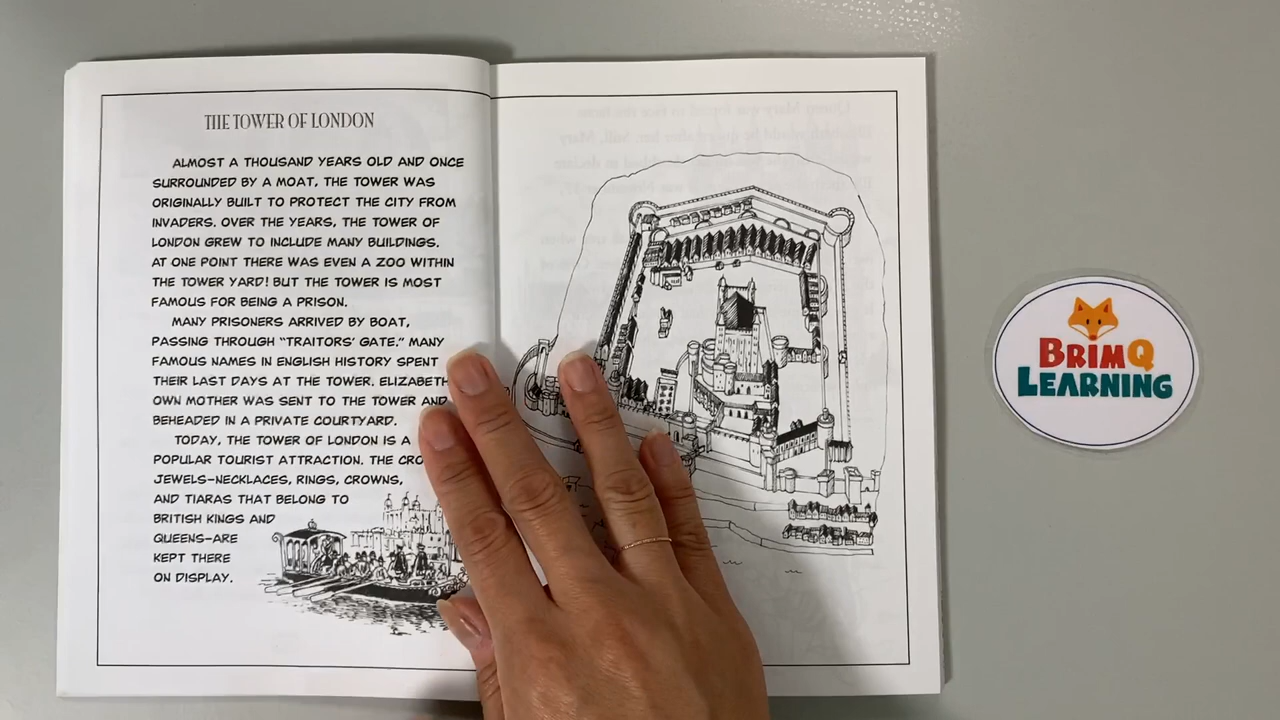 THE TOWER OF LONDON
ALMOST A THOUSAND YEARS OLD AND ONCE
SURROUNDED BY A MOAT, THE TOWER WAS
ORIGINALLY BUILT TO PROTECT THE CITY FROM
INVADERS. OVER THE YEARS, THE TOWER OF
LONDON GREW TO INCLUDE MANY BUILDINGS.
AT ONE POINT THERE WAS EVEN A ZOO WITHIN
THE TOWER YARD! BUT THE TOWER IS MOST
FAMOUS FOR BEING A PRISON.
MANY PRISONERS ARRIVED BY BOAT,
PASSING THROUGH “TRAITORS’ GATE.” MANY
FAMOUS NAMES IN ENGLISH HISTORY SPENT
THEIR LAST DAYS AT THE TOWER. ELIZABETH
OWN MOTHER WAS SENT TO THE TOWER AND
BEHEADED IN A PRIVATE COURTYARD.
TODAY, THE TOWER OF LONDON IS A
POPULAR TOURIST ATTRACTION. THE
JEWELS–NECKLACES, RINGS, CROWNS,
AND TIARAS THAT BELONG TO
BRITISH KINGS AND
QUEENS–ARE
KEPT THERE
ON DISPLAY.
BRIMQ
LEARNING